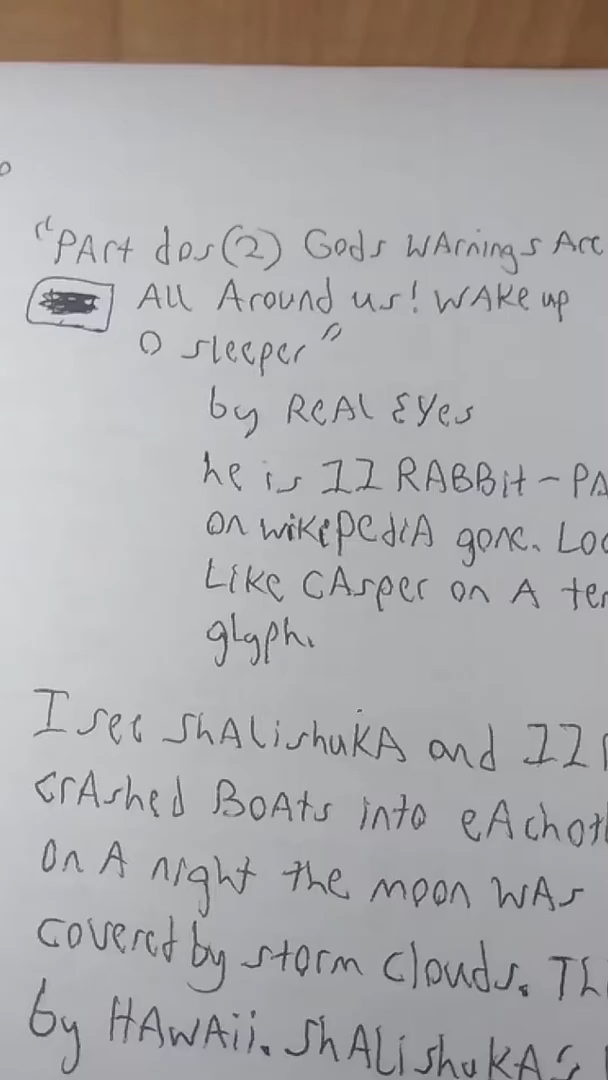 "PArt dos(2) Gods WArnings Are
All Around us! WAKe up
O sleeper"
by ReAl EYes
he is II RABBit - PA
on wikepediA gone. Loo
Like CAsper on A te
glyph.
I see ShAlishukA and II
crAshed BoAts into eAchoth
On A night the moon WAs
covered by storm clouds. Th
by HAwAii. ShAlishukA's